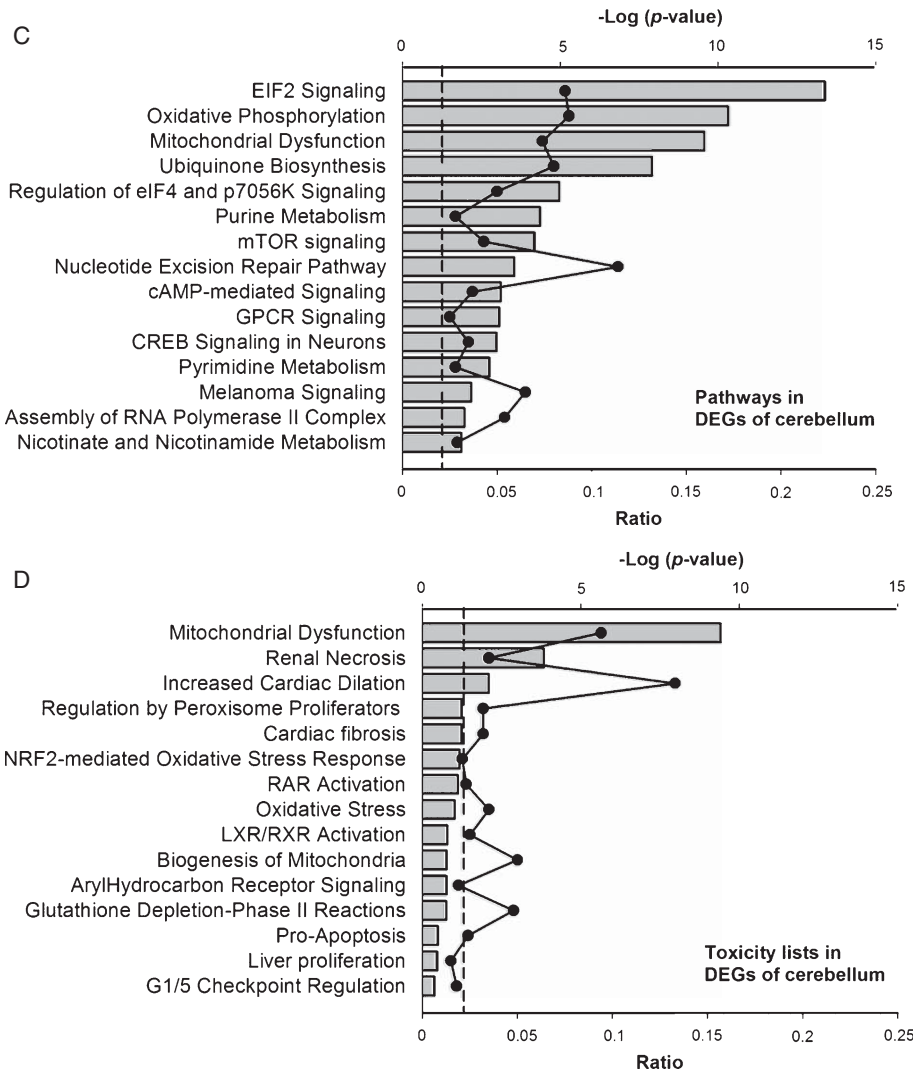 C
-Log (p-value)
0 5 10 15
EIF2 Signaling
Oxidative Phosphorylation
Mitochondrial Dysfunction
Ubiquinone Biosynthesis
Regulation of eIF4 and p7056K Signaling
Purine Metabolism
mTOR signaling
Nucleotide Excision Repair Pathway
cAMP-mediated Signaling
GPCR Signaling
CREB Signaling in Neurons
Pyrimidine Metabolism
Melanoma Signaling
Assembly of RNA Polymerase II Complex
Nicotinate and Nicotinamide Metabolism
Pathways in
DEGs of cerebellum
0 0.05 0.1 0.15 0.2 0.25
Ratio
D
-Log (p-value)
0 5 10 15
Mitochondrial Dysfunction
Renal Necrosis
Increased Cardiac Dilation
Regulation by Peroxisome Proliferators
Cardiac fibrosis
NRF2-mediated Oxidative Stress Response
RAR Activation
Oxidative Stress
LXR/RXR Activation
Biogenesis of Mitochondria
ArylHydrocarbon Receptor Signaling
Glutathione Depletion-Phase II Reactions
Pro-Apoptosis
Liver proliferation
G1/5 Checkpoint Regulation
Toxicity lists in
DEGs of cerebellum
0 0.05 0.1 0.15 0.2 0.25
Ratio